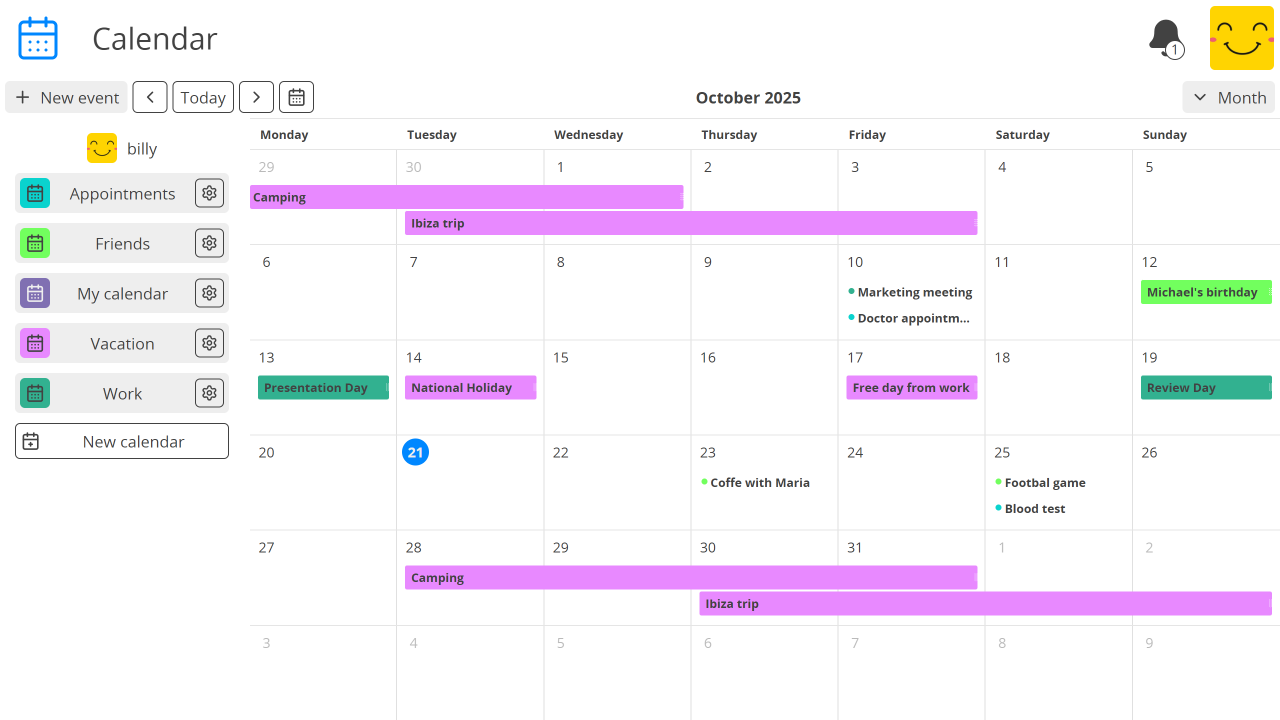 Calendar
1
New event
Today
October 2025
Month
billy
Appointments
Friends
My calendar
Vacation
Work
New calendar
Monday Tuesday Wednesday Thursday Friday Saturday Sunday
29 30 1 2 3 4 5
Camping
Ibiza trip
6 7 8 9 10 11 12
Marketing meeting Michael's birthday
Doctor appointm...
13 14 15 16 17 18 19
Presentation Day National Holiday Free day from work Review Day
20 21 22 23 24 25 26
Coffe with Maria Footbal game
Blood test
27 28 29 30 31 1 2
Camping
Ibiza trip
3 4 5 6 7 8 9